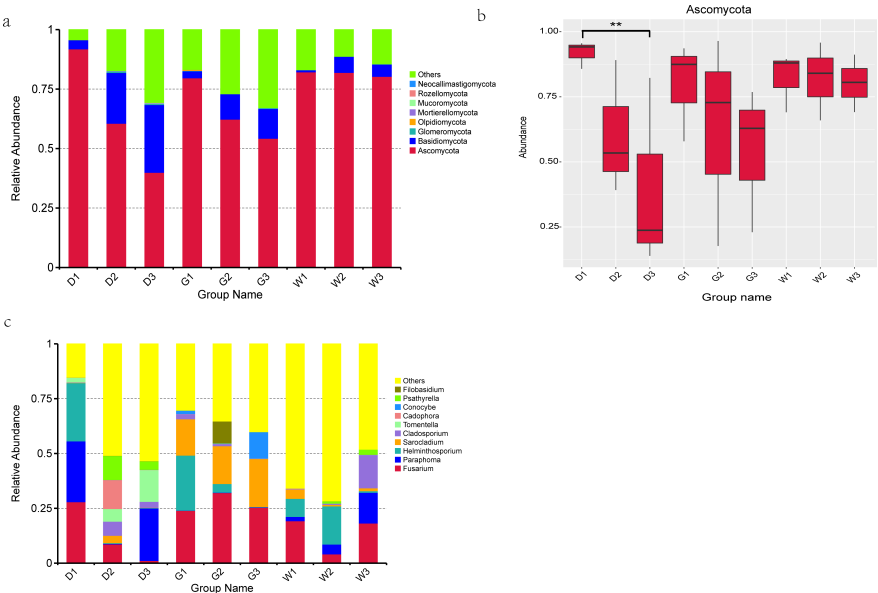 a
1
0.75
0.5
0.25
0
Relative Abundance
D1
D2
D3
G1
G2
G3
W1
W2
W3
Group Name
Others
Neocallimastigomycota
Rozellomycota
Mucoromycota
Mortierellomycota
Olpidiomycota
Glomeromycota
Basidiomycota
Ascomycota
b
Ascomycota
**
1.00
0.75
0.50
0.25
Abundance
D1
D2
D3
G1
G2
G3
W1
W2
W3
Group name
c
1
0.75
0.5
0.25
0
Relative Abundance
D1
D2
D3
G1
G2
G3
W1
W2
W3
Group Name
Others
Filobasidium
Psathyrella
Conocybe
Cadophora
Tomentella
Cladosporium
Sarocladium
Helminthosporium
Paraphoma
Fusarium